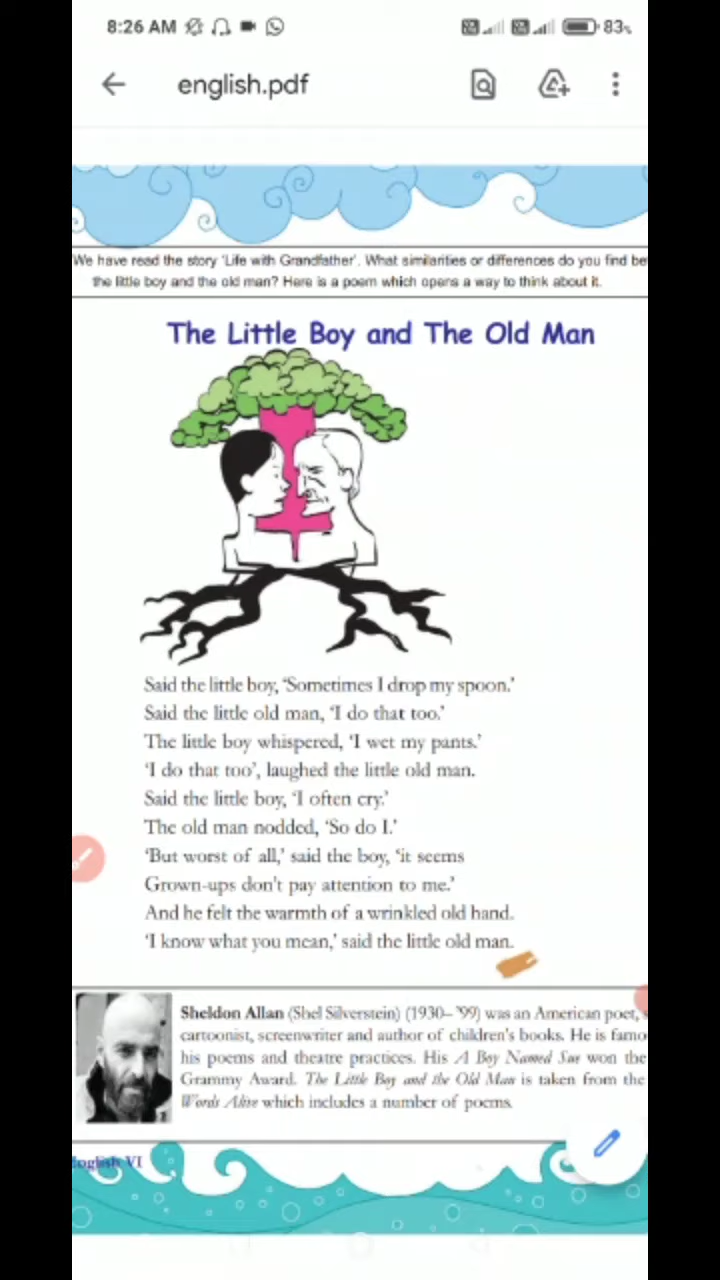 8:26 AM 83%
english.pdf
We have read the story 'Life with Grandfather'. What similarities or differences do you find be
the little boy and the old man? Here is a poem which opens a way to think about it.
The Little Boy and The Old Man
Said the little boy, 'Sometimes I drop my spoon.'
Said the little old man, 'I do that too.'
The little boy whispered, 'I wet my pants.'
'I do that too', laughed the little old man.
Said the little boy, 'I often cry.'
The old man nodded, 'So do I.'
'But worst of all,' said the boy, 'it seems
Grown-ups don't pay attention to me.'
And he felt the warmth of a wrinkled old hand.
'I know what you mean,' said the little old man.
Sheldon Allan (Shel Silverstein) (1930– '99) was an American poet, s
cartoonist, screenwriter and author of children's books. He is famo
his poems and theatre practices. His A Boy Named Sue won the
Grammy Award. The Little Boy and the Old Man is taken from the
Words Alive which includes a number of poems.
English VI